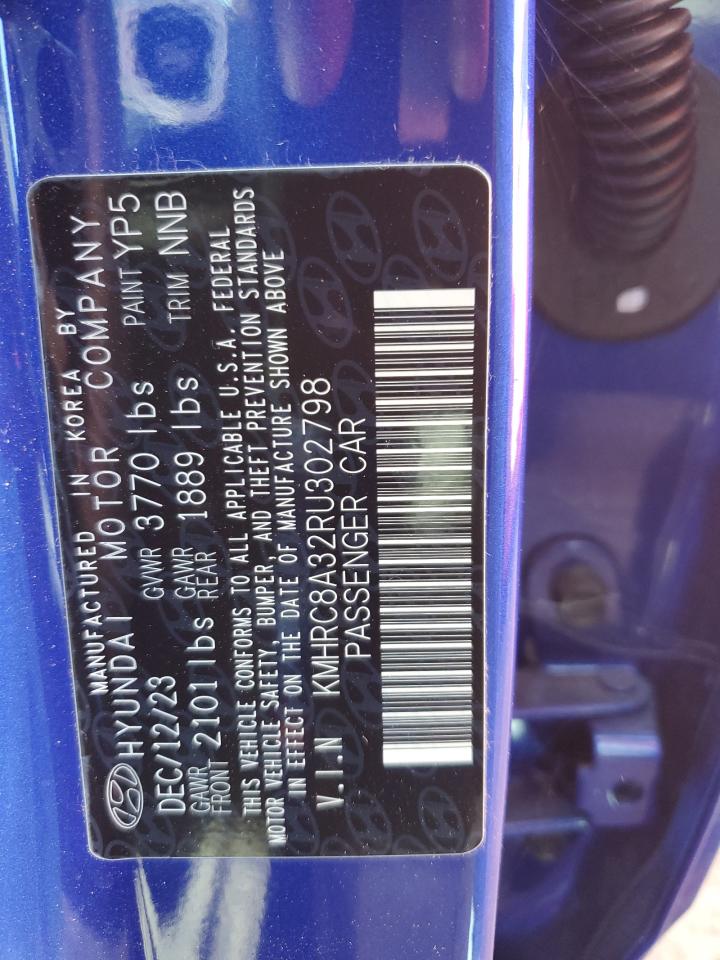 MANUFACTURED IN KOREA BY
HYUNDAI MOTOR COMPANY
DEC/12/23 GVWR 3770 lbs PAINT YP5
GAWR FRONT 2101 lbs GAWR REAR 1889 lbs TRIM NNB
THIS VEHICLE CONFORMS TO ALL APPLICABLE U.S.A. FEDERAL
MOTOR VEHICLE SAFETY, BUMPER, AND THEFT PREVENTION STANDARDS
IN EFFECT ON THE DATE OF MANUFACTURE SHOWN ABOVE
V.I.N KMHRC8A32RU302798
PASSENGER CAR